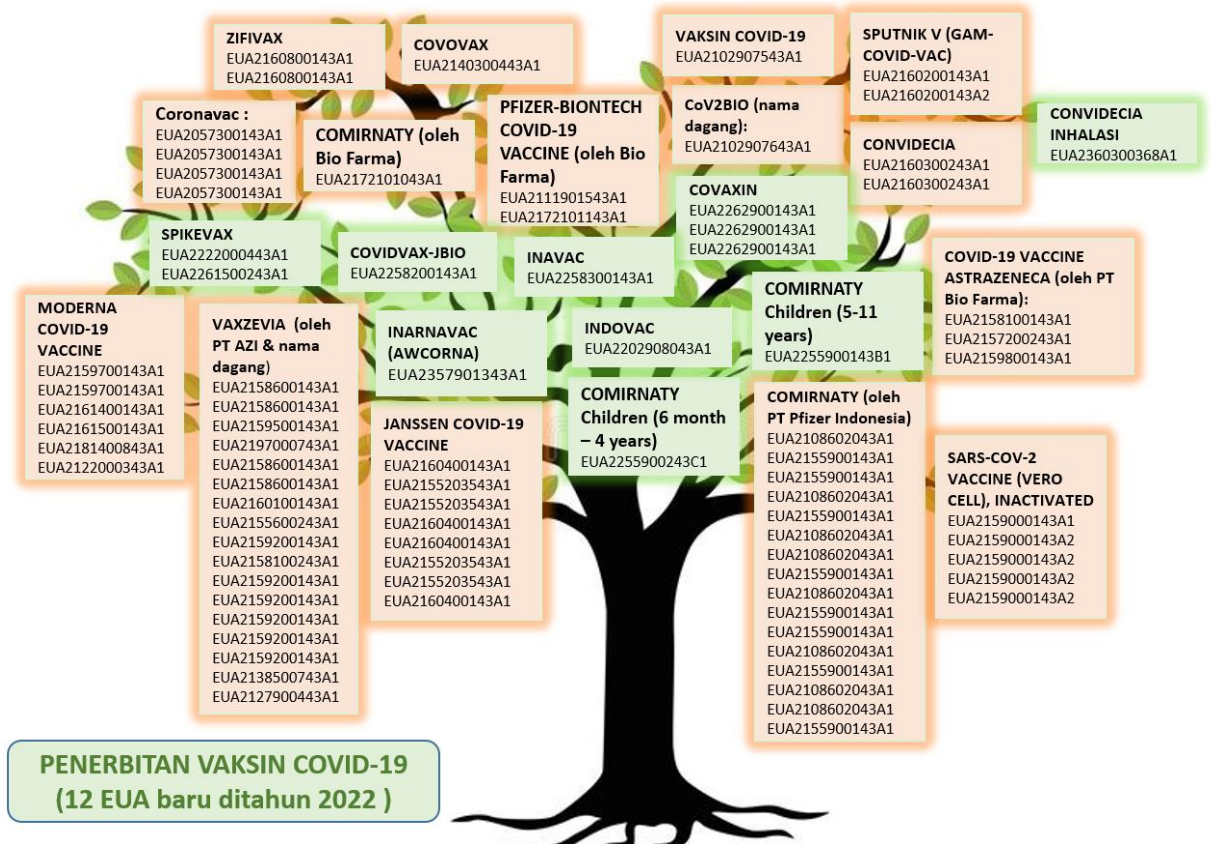 ZIFIVAX
EUA2160800143A1
EUA2160800143A1
COVOVAX
EUA2140300443A1
VAKSIN COVID-19
EUA2102907543A1
SPUTNIK V (GAM-
COVID-VAC)
EUA2160200143A1
EUA2160200143A2
Coronavac :
EUA2057300143A1
EUA2057300143A1
EUA2057300143A1
EUA2057300143A1
COMIRNATY (oleh
Bio Farma)
EUA2172101043A1
PFIZER-BIONTECH
COVID-19
VACCINE (oleh Bio
Farma)
EUA2111901543A1
EUA2172101143A1
CoV2BIO (nama
dagang):
EUA2102907643A1
CONVIDECIA
EUA2160300243A1
EUA2160300243A1
CONVIDECIA
INHALASI
EUA2360300368A1
SPIKEVAX
EUA2222000443A1
EUA2261500243A1
COVIDVAX-JBIO
EUA2258200143A1
INAVAC
EUA2258300143A1
COVAXIN
EUA2262900143A1
EUA2262900143A1
EUA2262900143A1
COVID-19 VACCINE
ASTRAZENECA (oleh PT
Bio Farma):
EUA2158100143A1
EUA2157200243A1
EUA2159800143A1
MODERNA
COVID-19
VACCINE
EUA2159700143A1
EUA2159700143A1
EUA2161400143A1
EUA2161500143A1
EUA2181400843A1
EUA2122000343A1
VAXZEVIA (oleh
PT AZI & nama
dagang)
EUA2158600143A1
EUA2158600143A1
EUA2159500143A1
EUA2197000743A1
EUA2158600143A1
EUA2158600143A1
EUA2160100143A1
EUA2155600243A1
EUA2159200143A1
EUA2158100243A1
EUA2159200143A1
EUA2159200143A1
EUA2159200143A1
EUA2159200143A1
EUA2159200143A1
EUA2138500743A1
EUA2127900443A1
INARNAVAC
(AWCORNA)
EUA2357901343A1
INDOVAC
EUA2202908043A1
COMIRNATY
Children (5-11
years)
EUA2255900143B1
JANSSEN COVID-19
VACCINE
EUA2160400143A1
EUA2155203543A1
EUA2155203543A1
EUA2160400143A1
EUA2160400143A1
EUA2155203543A1
EUA2155203543A1
EUA2160400143A1
COMIRNATY
Children (6 month
– 4 years)
EUA2255900243C1
COMIRNATY (oleh
PT Pfizer Indonesia)
EUA2108602043A1
EUA2155900143A1
EUA2155900143A1
EUA2108602043A1
EUA2155900143A1
EUA2108602043A1
EUA2108602043A1
EUA2155900143A1
EUA2108602043A1
EUA2155900143A1
EUA2155900143A1
EUA2108602043A1
EUA2155900143A1
EUA2108602043A1
EUA2108602043A1
EUA2155900143A1
SARS-COV-2
VACCINE (VERO
CELL), INACTIVATED
EUA2159000143A1
EUA2159000143A2
EUA2159000143A2
EUA2159000143A2
EUA2159000143A2
PENERBITAN VAKSIN COVID-19
(12 EUA baru ditahun 2022 )